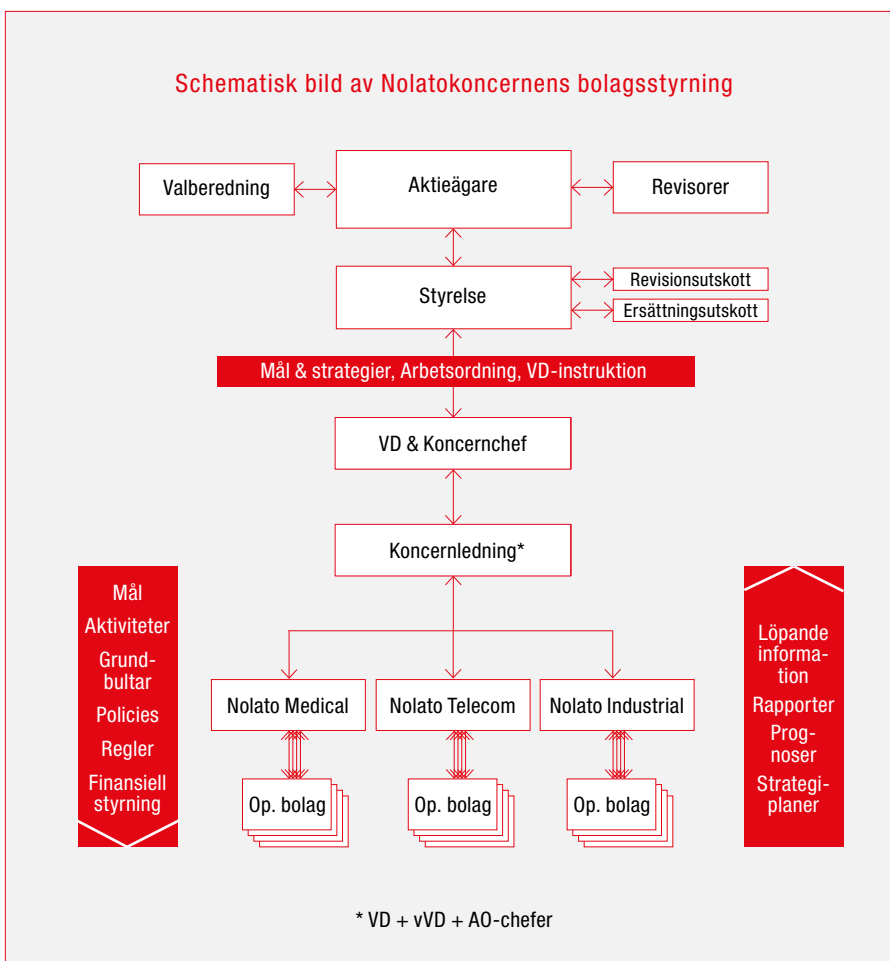 Schematisk bild av Nolatokoncernens bolagsstyrning
Valberedning
Aktieägare
Revisorer
Styrelse
Revisionsutskott
Ersättningsutskott
Mål & strategier, Arbetsordning, VD-instruktion
VD & Koncernchef
Koncernledning*
Mål
Aktiviteter
Grund-
bultar
Policies
Regler
Finansiell
styrning
Nolato Medical
Nolato Telecom
Nolato Industrial
Op. bolag
Op. bolag
Op. bolag
Löpande
informa-
tion
Rapporter
Prog-
noser
Strategi-
planer
* VD + vVD + AO-chefer